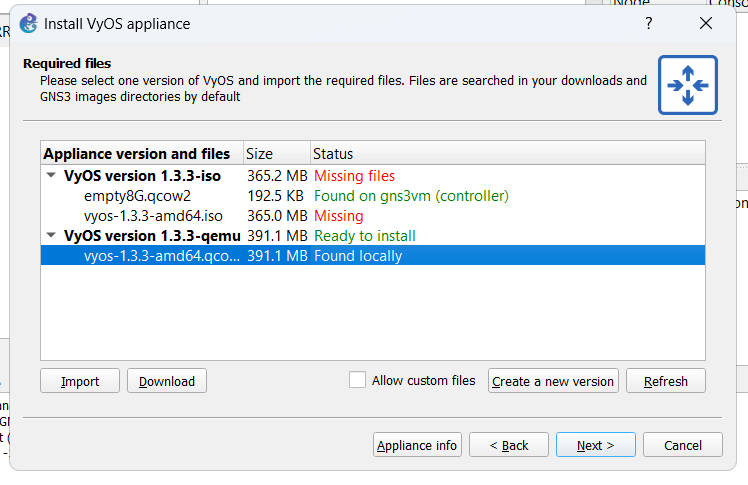 Node
Conso
Install VyOS appliance
?
Required files
Please select one version of VyOS and import the required files. Files are searched in your downloads and
GNS3 images directories by default
Appliance version and files Size Status
VyOS version 1.3.3-iso 365.2 MB Missing files
empty8G.qcow2 192.5 KB Found on gns3vm (controller)
vyos-1.3.3-amd64.iso 365.0 MB Missing
VyOS version 1.3.3-qemu 391.1 MB Ready to install
vyos-1.3.3-amd64.qco... 391.1 MB Found locally
Import Download Allow custom files Create a new version Refresh
Appliance info < Back Next > Cancel